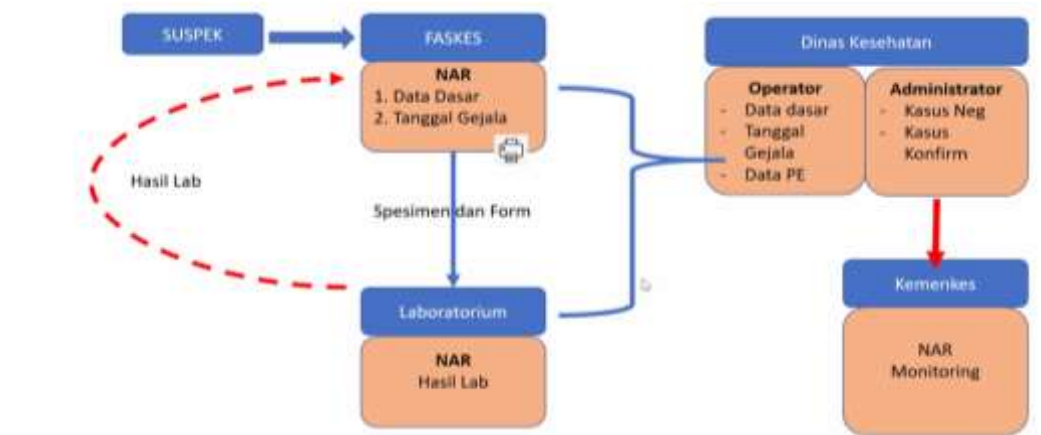 SUSPEK
FASKES
NAR
1. Data Dasar
2. Tanggal Gejala
Hasil Lab
Spesimen dan Form
Laboratorium
NAR
Hasil Lab
Dinas Kesehatan
Operator
- Data dasar
- Tanggal
Gejala
- Data PE
Administrator
- Kasus Neg
- Kasus
Konfirm
Kemenkes
NAR
Monitoring